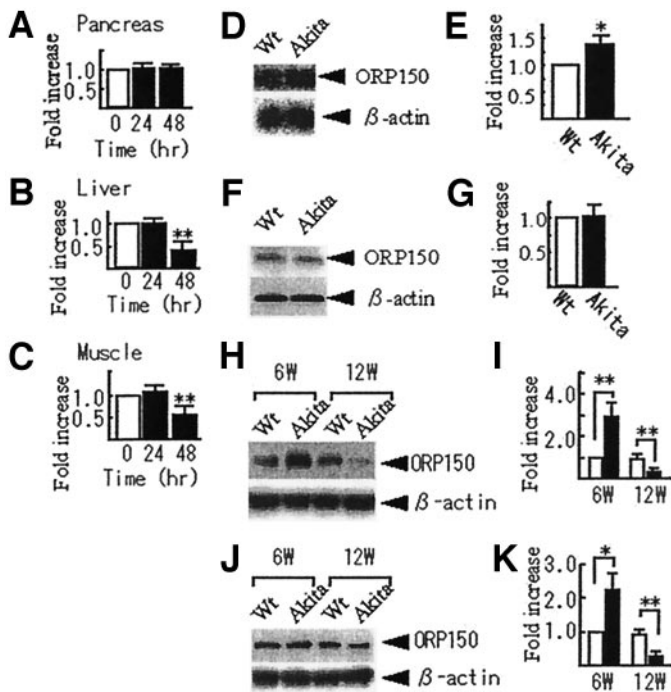 A
Pancreas
Fold increase
1.0
0.5
0 24 48
Time (hr)
B
Liver
Fold increase
1.0
0.5
**
0 24 48
Time (hr)
C
Muscle
Fold increase
1.0
0.5
**
0 24 48
Time (hr)
D
Wt Akita
ORP150
β-actin
E
Fold increase
1.5
1.0
0.5
*
Wt Akita
F
Wt Akita
ORP150
β-actin
G
Fold increase
1.0
0.5
Wt Akita
H
6W 12W
Wt Akita Wt Akita
ORP150
β-actin
I
Fold increase
4.0
2.0
**
**
6W 12W
J
6W 12W
Wt Akita Wt Akita
ORP150
β-actin
K
Fold increase
3.0
2.0
1.0
*
**
6W 12W